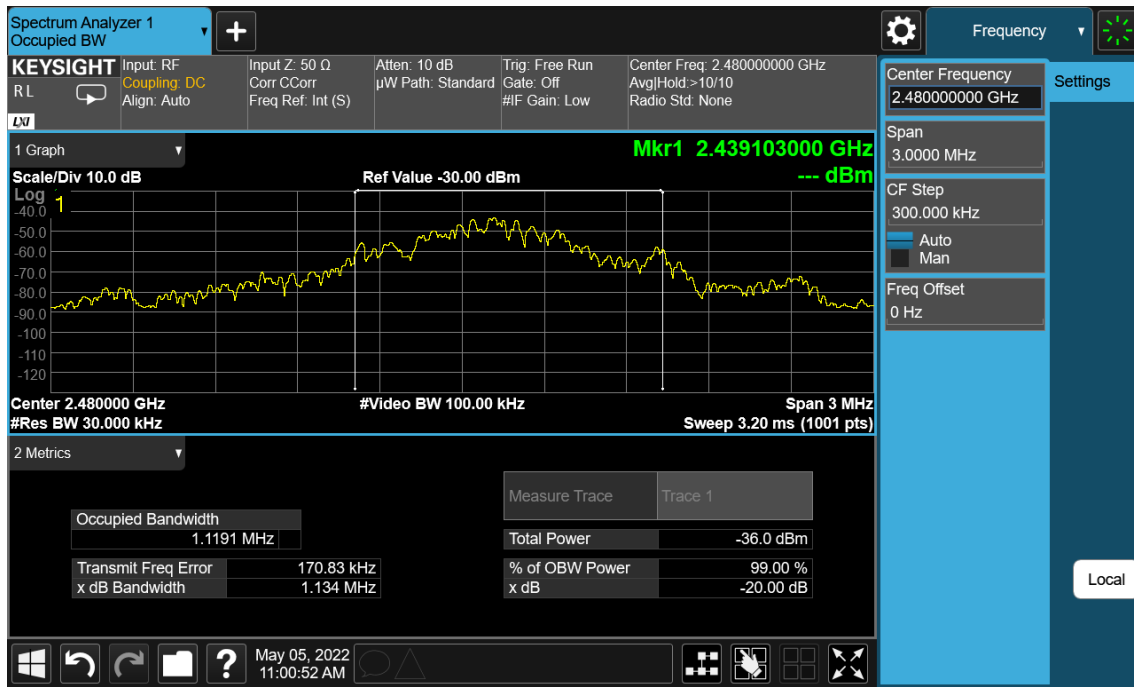 Spectrum Analyzer 1
Occupied BW
Frequency
KEYSIGHT
R L
LXI
Input: RF
Coupling: DC
Align: Auto
Input Z: 50 Ω
Corr CCorr
Freq Ref: Int (S)
Atten: 10 dB
µW Path: Standard
Trig: Free Run
Gate: Off
#IF Gain: Low
Center Freq: 2.480000000 GHz
Avg|Hold:>10/10
Radio Std: None
Center Frequency
2.480000000 GHz
Settings
Span
3.0000 MHz
CF Step
300.000 kHz
Auto
Man
Freq Offset
0 Hz
Local
1 Graph
Mkr1 2.439103000 GHz
--- dBm
Scale/Div 10.0 dB
Ref Value -30.00 dBm
Log
1
-40.0
-50.0
-60.0
-70.0
-80.0
-90.0
-100
-110
-120
Center 2.480000 GHz
#Video BW 100.00 kHz
Span 3 MHz
#Res BW 30.000 kHz
Sweep 3.20 ms (1001 pts)
2 Metrics
Measure Trace
Trace 1
Occupied Bandwidth
1.1191 MHz
Total Power
-36.0 dBm
Transmit Freq Error
170.83 kHz
% of OBW Power
99.00 %
x dB Bandwidth
1.134 MHz
x dB
-20.00 dB
?
May 05, 2022
11:00:52 AM